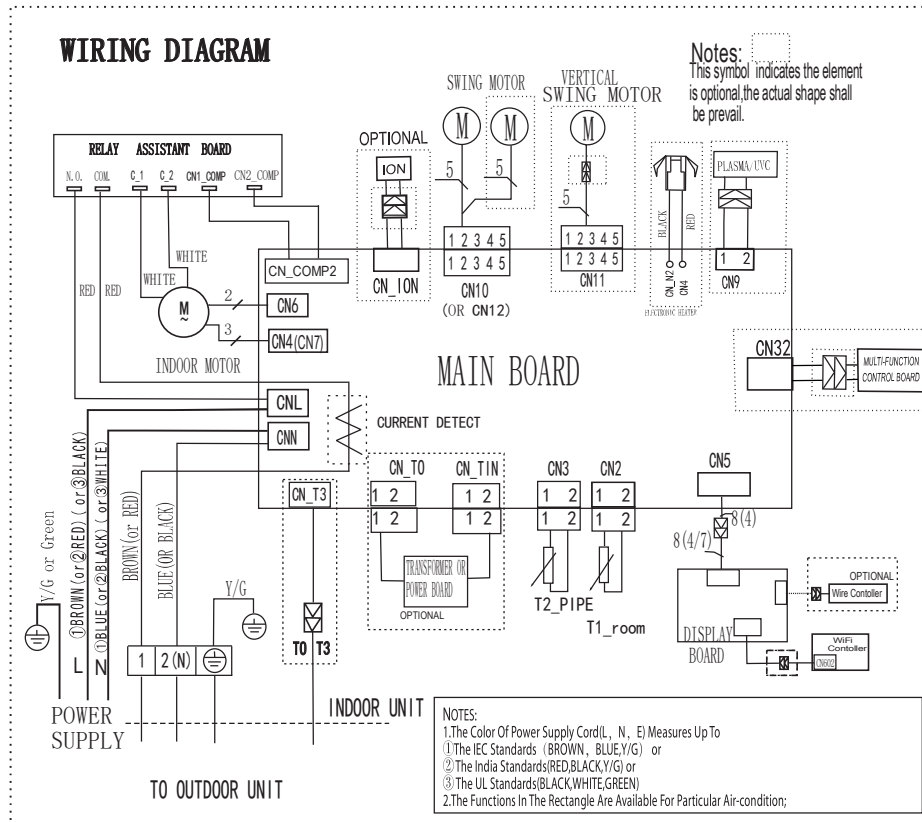 WIRING DIAGRAM
Notes:
This symbol indicates the element
is optional,the actual shape shall
be prevail.
SWING MOTOR
VERTICAL
SWING MOTOR
OPTIONAL
M
M
M
RELAY ASSISTANT BOARD
N.O. COM. C_1 C_2 CN1_COMP CN2_COMP
ION
PLASMA/UVC
5
5
5
BLACK
RED
1 2 3 4 5
1 2 3 4 5
1 2 3 4 5
1 2 3 4 5
1 2
WHITE
WHITE
RED
RED
CN_COMP2
CN_ION
CN10
(OR CN12)
CN11
CN_N2
CN4
CN9
ELECTRONIC HEATER
M
~
2
CN6
3
CN4(CN7)
INDOOR MOTOR
MAIN BOARD
CN32
MULTI-FUNCTION
CONTROL BOARD
CNL
CNN
CURRENT DETECT
CN_T0
CN_TIN
CN3
CN2
CN5
CN_T3
1 2
1 2
1 2
1 2
1 2
1 2
1 2
1 2
8(4)
8(4/7)
Y/G or Green
①BROWN(or②RED)(or③BLACK)
①BLUE(or②BLACK)(or③WHITE)
BROWN(or RED)
BLUE(OR BLACK)
Y/G
TRANSFORMER OR
POWER BOARD
OPTIONAL
T2_PIPE
T1_room
OPTIONAL
Wire Contoller
DISPLAY
BOARD
WiFi
Contoller
CN602
T0 T3
L
N
1 2(N)
POWER
SUPPLY
INDOOR UNIT
TO OUTDOOR UNIT
NOTES:
1.The Color Of Power Supply Cord(L, N, E) Measures Up To
①The IEC Standards (BROWN, BLUE,Y/G) or
②The India Standards(RED,BLACK,Y/G) or
③The UL Standards(BLACK,WHITE,GREEN)
2.The Functions In The Rectangle Are Available For Particular Air-condition;